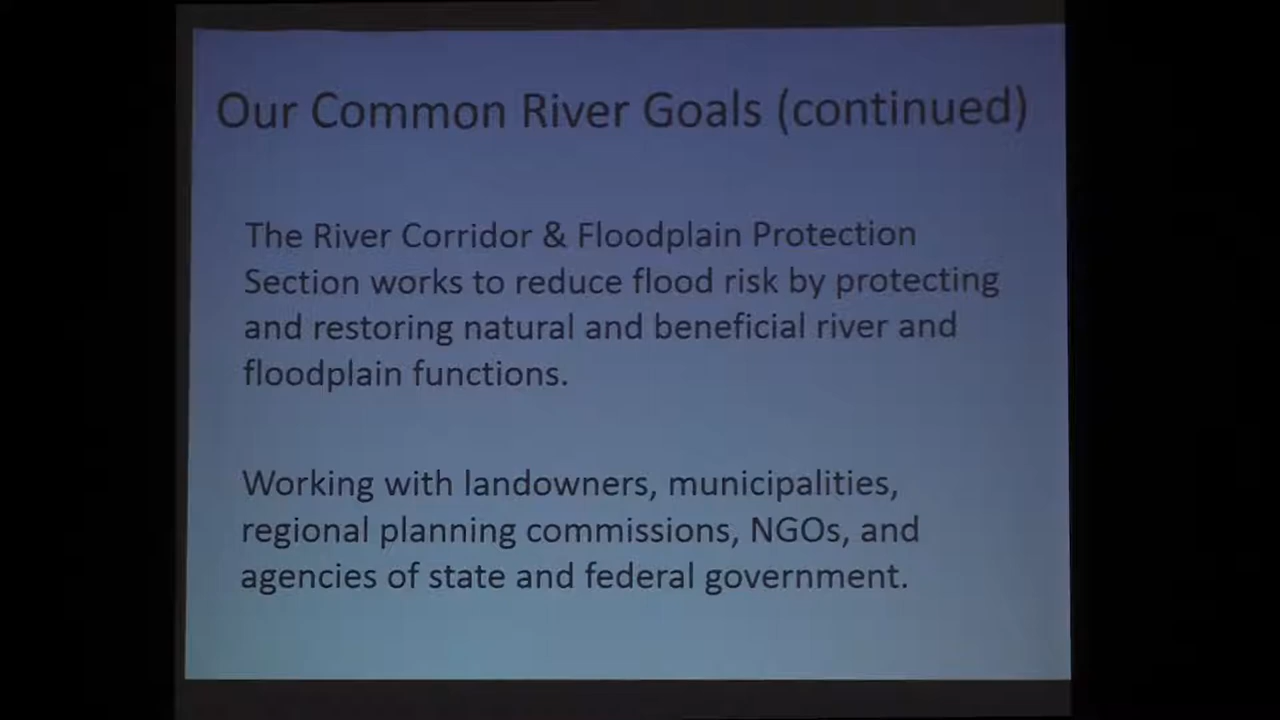 Our Common River Goals (continued)
The River Corridor & Floodplain Protection
Section works to reduce flood risk by protecting
and restoring natural and beneficial river and
floodplain functions.
Working with landowners, municipalities,
regional planning commissions, NGOs, and
agencies of state and federal government.